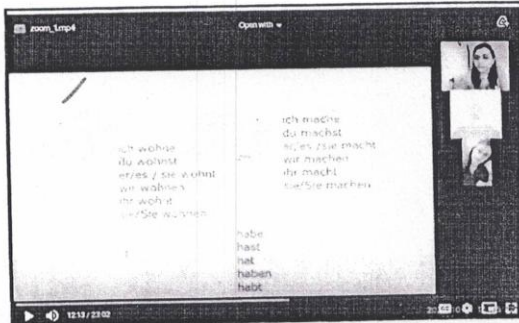 zoom_1.mp4
Open with
ich wohne
du wohnst
er/es / sie wohnt
wir wohnen
ihr wohnt
sie/Sie wohnen
ich mache
du machst
er/es /sie macht
wir machen
ihr macht
sie/Sie machen
habe
hast
hat
haben
habt
12:13 / 23:02